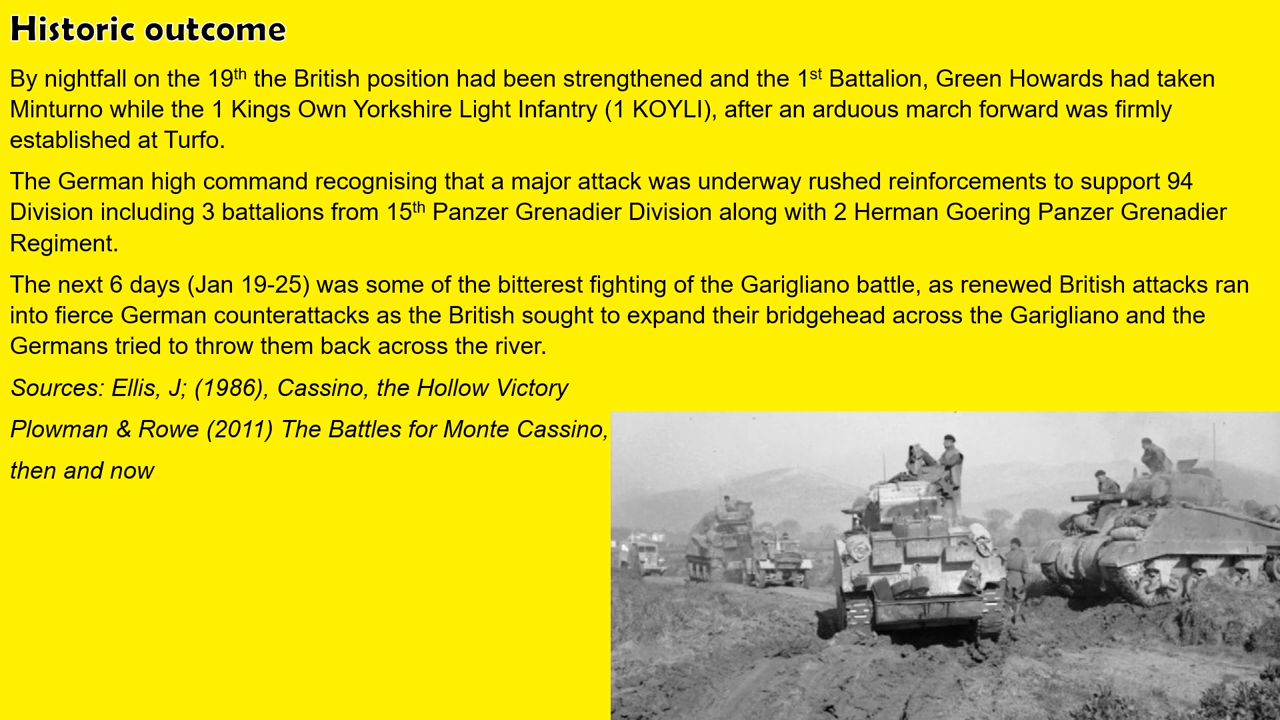 Historic outcome
By nightfall on the 19th the British position had been strengthened and the 1st Battalion, Green Howards had taken
Minturno while the 1 Kings Own Yorkshire Light Infantry (1 KOYLI), after an arduous march forward was firmly
established at Turfo.
The German high command recognising that a major attack was underway rushed reinforcements to support 94
Division including 3 battalions from 15th Panzer Grenadier Division along with 2 Herman Goering Panzer Grenadier
Regiment.
The next 6 days (Jan 19-25) was some of the bitterest fighting of the Garigliano battle, as renewed British attacks ran
into fierce German counterattacks as the British sought to expand their bridgehead across the Garigliano and the
Germans tried to throw them back across the river.
Sources: Ellis, J; (1986), Cassino, the Hollow Victory
Plowman & Rowe (2011) The Battles for Monte Cassino,
then and now